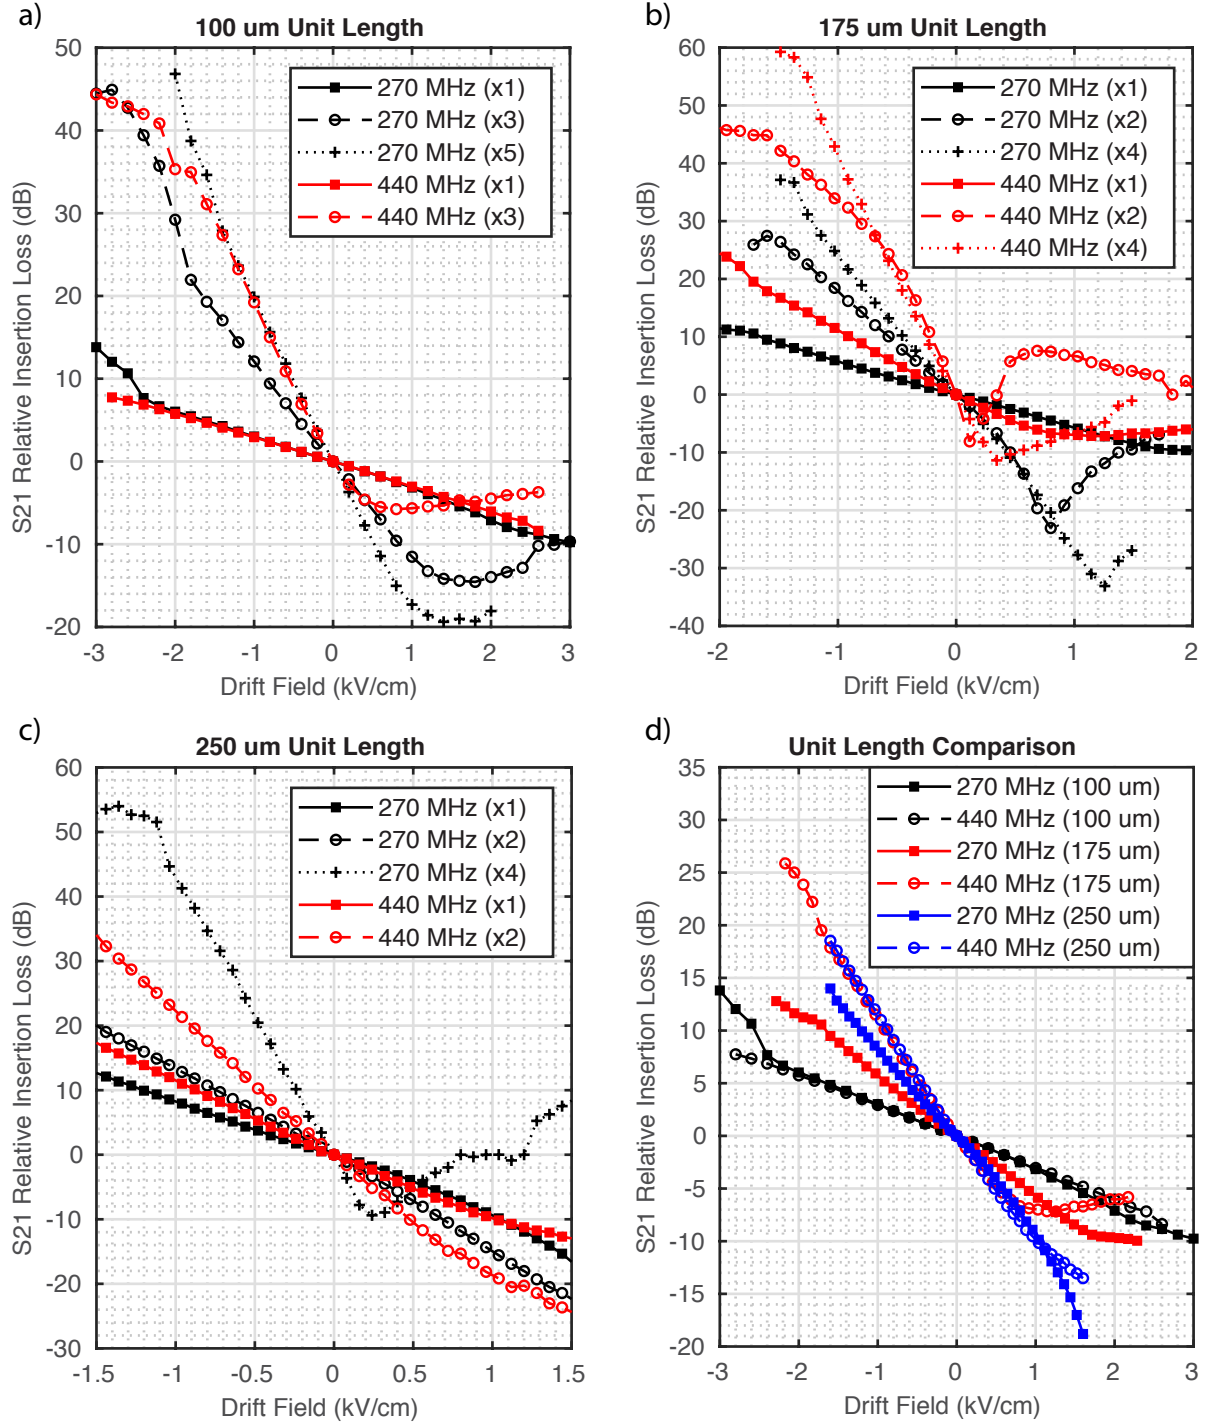 a)
100 um Unit Length
50
40
30
20
10
0
-10
-20
-3
-2
-1
0
1
2
3
S21 Relative Insertion Loss (dB)
Drift Field (kV/cm)
270 MHz (x1)
270 MHz (x3)
270 MHz (x5)
440 MHz (x1)
440 MHz (x3)
b)
175 um Unit Length
60
50
40
30
20
10
0
-10
-20
-30
-40
-2
-1
0
1
2
S21 Relative Insertion Loss (dB)
Drift Field (kV/cm)
270 MHz (x1)
270 MHz (x2)
270 MHz (x4)
440 MHz (x1)
440 MHz (x2)
440 MHz (x4)
c)
250 um Unit Length
60
50
40
30
20
10
0
-10
-20
-30
-1.5
-1
-0.5
0
0.5
1
1.5
S21 Relative Insertion Loss (dB)
Drift Field (kV/cm)
270 MHz (x1)
270 MHz (x2)
270 MHz (x4)
440 MHz (x1)
440 MHz (x2)
d)
Unit Length Comparison
35
30
25
20
15
10
5
0
-5
-10
-15
-20
-3
-2
-1
0
1
2
3
S21 Relative Insertion Loss (dB)
Drift Field (kV/cm)
270 MHz (100 um)
440 MHz (100 um)
270 MHz (175 um)
440 MHz (175 um)
270 MHz (250 um)
440 MHz (250 um)